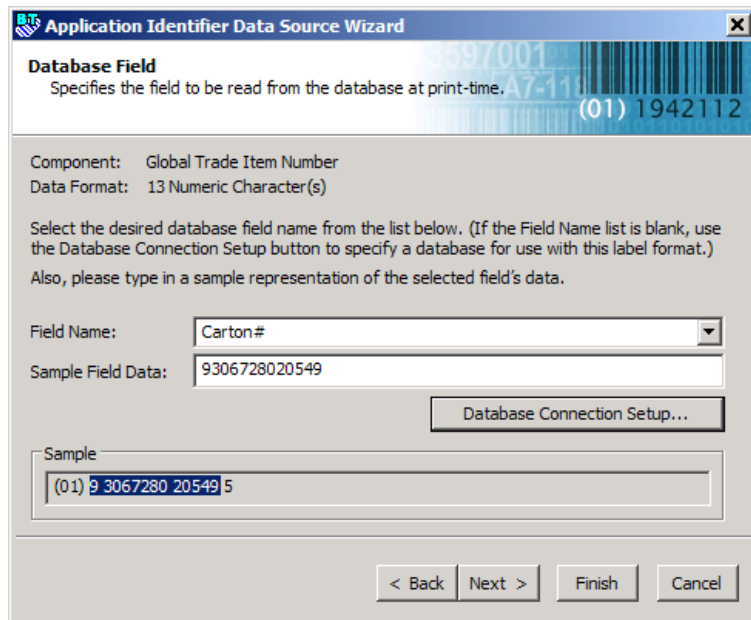 Application Identifier Data Source Wizard
Database Field
Specifies the field to be read from the database at print-time.
3597001
A7-118
(01) 1942112
Component: Global Trade Item Number
Data Format: 13 Numeric Character(s)
Select the desired database field name from the list below. (If the Field Name list is blank, use
the Database Connection Setup button to specify a database for use with this label format.)
Also, please type in a sample representation of the selected field's data.
Field Name: Carton#
Sample Field Data: 9306728020549
Database Connection Setup...
Sample
(01) 9 3067280 20549 5
< Back Next > Finish Cancel